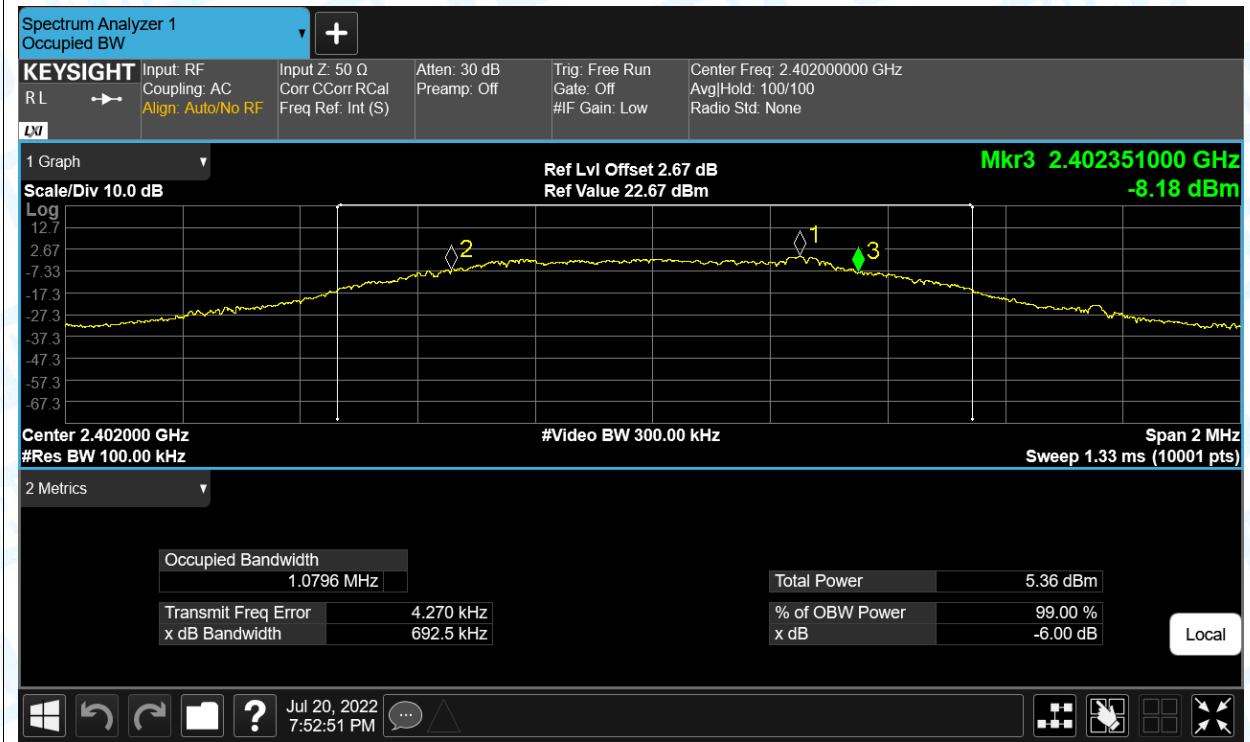 Spectrum Analyzer 1
Occupied BW
KEYSIGHT
R L
LXI
Input: RF
Coupling: AC
Align: Auto/No RF
Input Z: 50 Ω
Corr CCorr RCal
Freq Ref: Int (S)
Atten: 30 dB
Preamp: Off
Trig: Free Run
Gate: Off
#IF Gain: Low
Center Freq: 2.402000000 GHz
Avg|Hold: 100/100
Radio Std: None
1 Graph
Scale/Div 10.0 dB
Ref Lvl Offset 2.67 dB
Ref Value 22.67 dBm
Mkr3 2.402351000 GHz
-8.18 dBm
Log
12.7
2.67
-7.33
-17.3
-27.3
-37.3
-47.3
-57.3
-67.3
2
1
3
Center 2.402000 GHz
#Res BW 100.00 kHz
#Video BW 300.00 kHz
Span 2 MHz
Sweep 1.33 ms (10001 pts)
2 Metrics
Occupied Bandwidth
1.0796 MHz
Transmit Freq Error 4.270 kHz
x dB Bandwidth 692.5 kHz
Total Power 5.36 dBm
% of OBW Power 99.00 %
x dB -6.00 dB
Local
?
Jul 20, 2022
7:52:51 PM